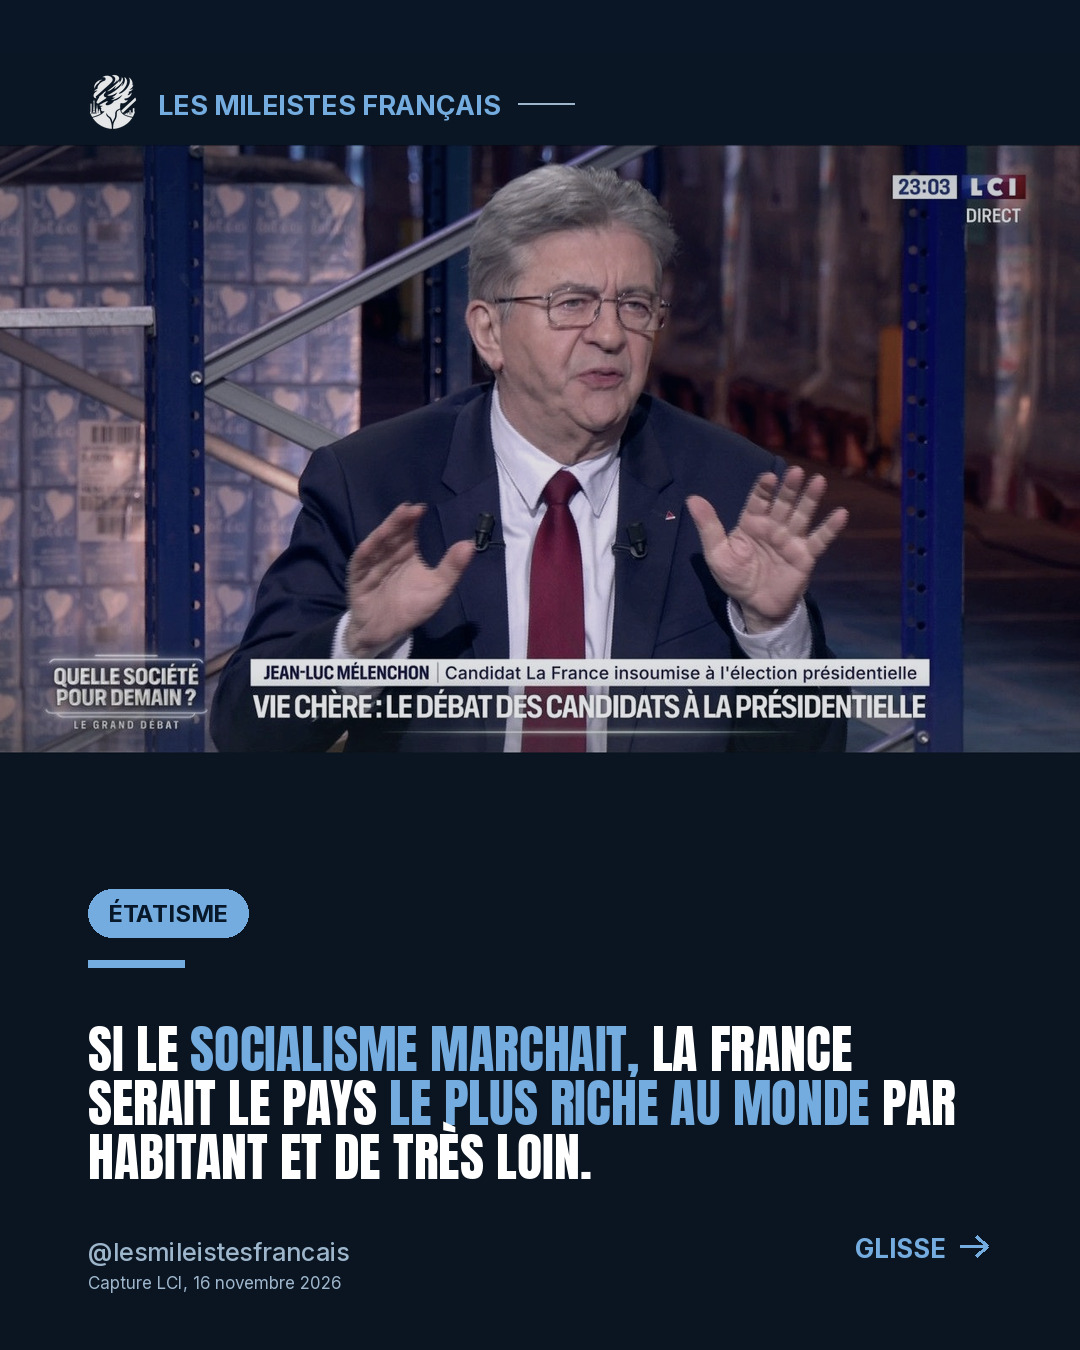 LES MILEISTES FRANÇAIS
23:03 LCI
DIRECT
QUELLE SOCIÉTÉ
POUR DEMAIN ?
LE GRAND DÉBAT
JEAN-LUC MÉLENCHON | Candidat La France insoumise à l'élection présidentielle
VIE CHÈRE : LE DÉBAT DES CANDIDATS À LA PRÉSIDENTIELLE
ÉTATISME
SI LE SOCIALISME MARCHAIT, LA FRANCE
SERAIT LE PAYS LE PLUS RICHE AU MONDE PAR
HABITANT ET DE TRÈS LOIN.
@lesmileistesfrancais
GLISSE →
Capture LCI, 16 novembre 2026